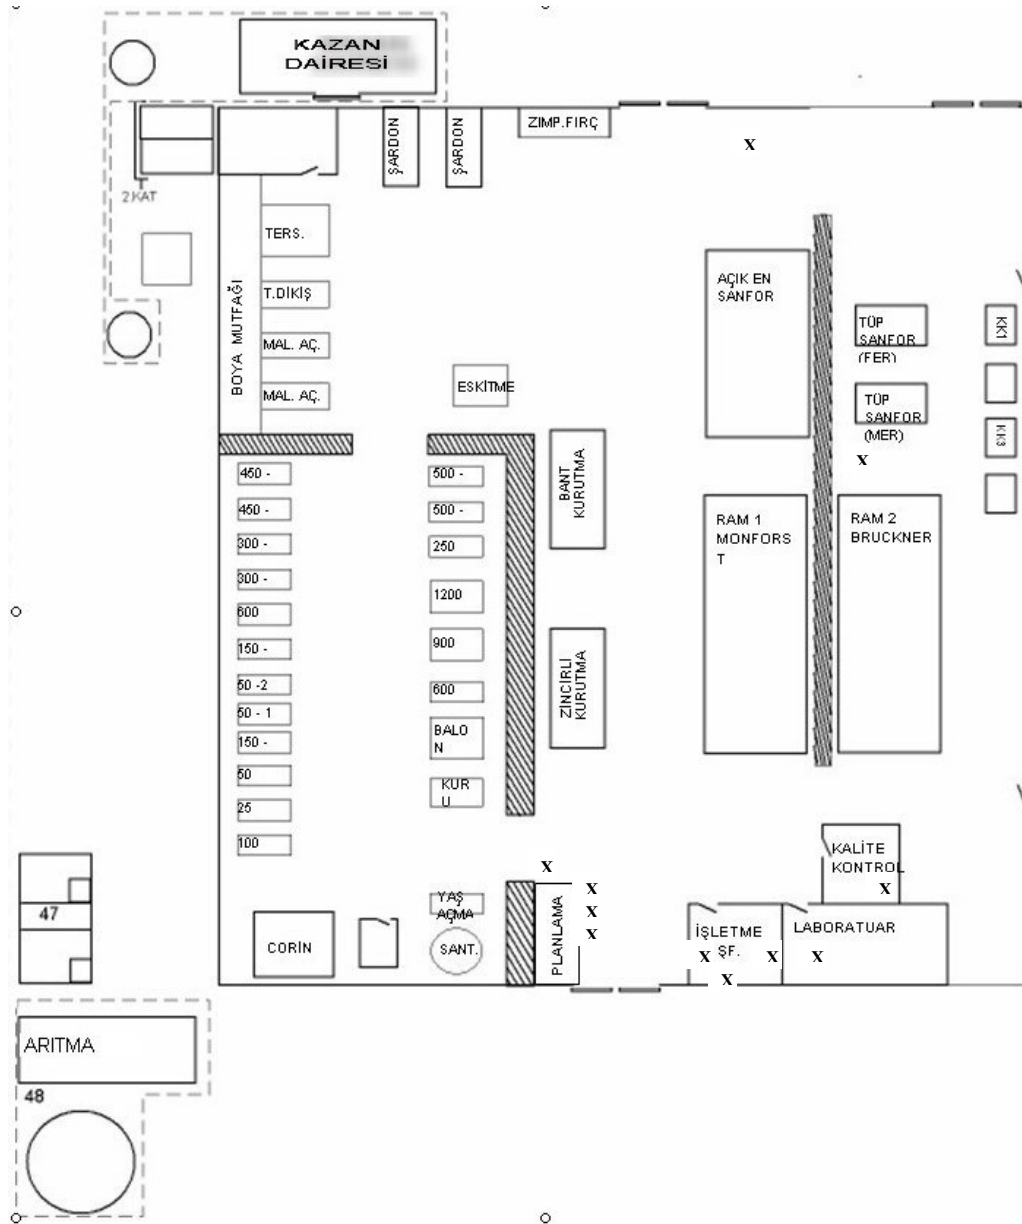 KAZAN
DAİRESİ
2 KAT
ŞARDON
ŞARDON
ZIMP.FIRÇ
x
BOYA MUTFAĞI
TERS.
T.DİKİŞ
MAL. AÇ.
MAL. AÇ.
ESKİTME
AÇIK EN
SANFOR
TÜP
SANFOR
(FER)
TÜP
SANFOR
(MER)
x
KK1
KK3
450 -
450 -
300 -
300 -
600
150 -
50 -2
50 - 1
150 -
50
25
100
500 -
500 -
250
1200
900
600
BALO
N
KUR
U
BANT
KURUTMA
ZİNCİRLİ
KURUTMA
RAM 1
MONFORS
T
RAM 2
BRUCKNER
KALİTE
KONTROL
x
x
x
x
x
YAŞ
AÇMA
SANT.
CORİN
PLANLAMA
İŞLETME
ŞF.
x
x
x
LABORATUAR
x
47
ARITMA
48